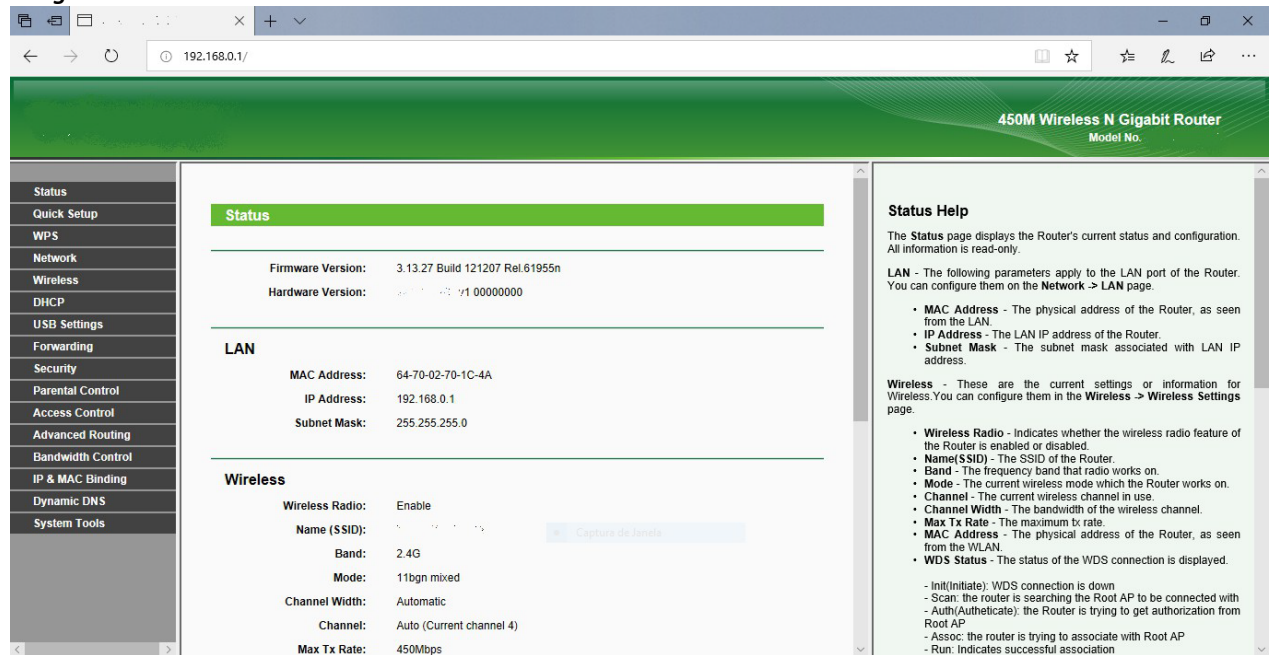 192.168.0.1/
450M Wireless N Gigabit Router
Model No.
Status
Quick Setup
WPS
Network
Wireless
DHCP
USB Settings
Forwarding
Security
Parental Control
Access Control
Advanced Routing
Bandwidth Control
IP & MAC Binding
Dynamic DNS
System Tools
Status
Firmware Version: 3.13.27 Build 121207 Rel.61955n
Hardware Version: v1 00000000
LAN
MAC Address: 64-70-02-70-1C-4A
IP Address: 192.168.0.1
Subnet Mask: 255.255.255.0
Wireless
Wireless Radio: Enable
Name (SSID):
Captura de Janela
Band: 2.4G
Mode: 11bgn mixed
Channel Width: Automatic
Channel: Auto (Current channel 4)
Max Tx Rate: 450Mbps
Status Help
The Status page displays the Router's current status and configuration.
All information is read-only.
LAN - The following parameters apply to the LAN port of the Router.
You can configure them on the Network -> LAN page.
• MAC Address - The physical address of the Router, as seen
from the LAN.
• IP Address - The LAN IP address of the Router.
• Subnet Mask - The subnet mask associated with LAN IP
address.
Wireless - These are the current settings or information for
Wireless.You can configure them in the Wireless -> Wireless Settings
page.
• Wireless Radio - Indicates whether the wireless radio feature of
the Router is enabled or disabled.
• Name(SSID) - The SSID of the Router.
• Band - The frequency band that radio works on.
• Mode - The current wireless mode which the Router works on.
• Channel - The current wireless channel in use.
• Channel Width - The bandwidth of the wireless channel.
• Max Tx Rate - The maximum tx rate.
• MAC Address - The physical address of the Router, as seen
from the WLAN.
• WDS Status - The status of the WDS connection is displayed.
- Init(Initiate): WDS connection is down
- Scan: the router is searching the Root AP to be connected with
- Auth(Autheticate): the Router is trying to get authorization from
Root AP
- Assoc: the router is trying to associate with Root AP
- Run: Indicates successful association